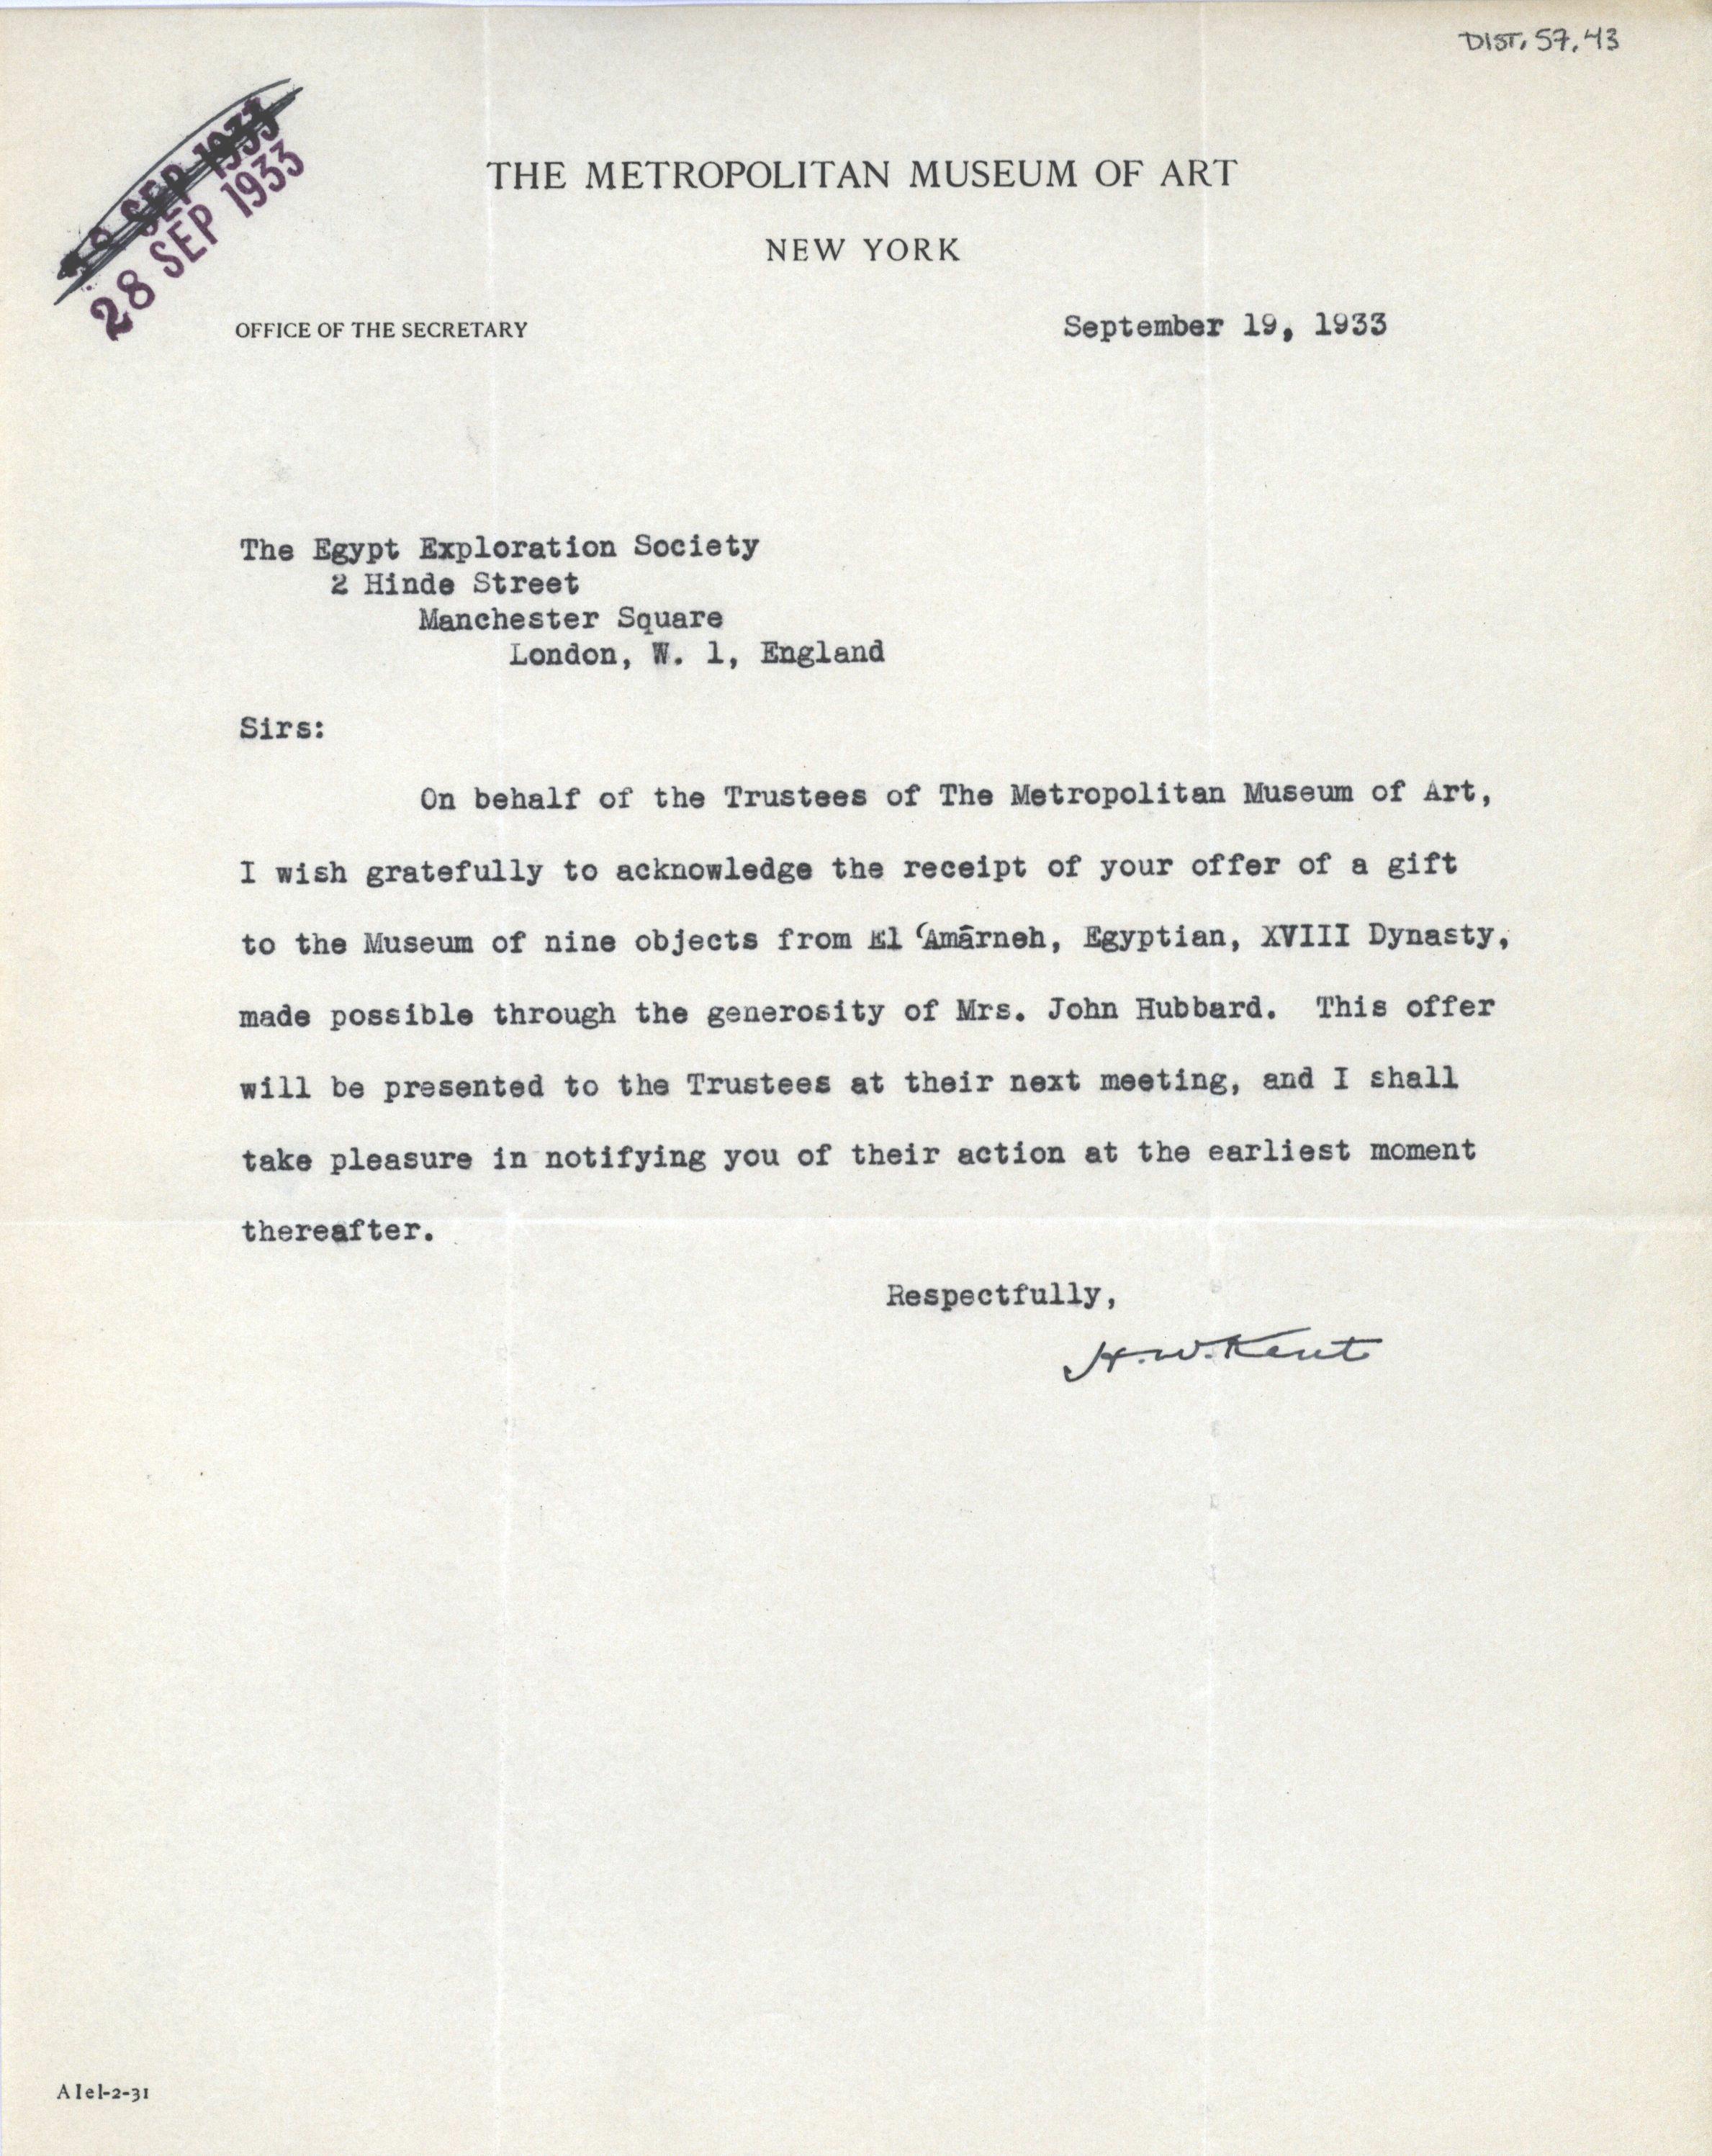 DIST. 57.43
SEP 1933
28 SEP 1933
THE METROPOLITAN MUSEUM OF ART
NEW YORK
OFFICE OF THE SECRETARY
September 19, 1933
The Egypt Exploration Society
2 Hinde Street
Manchester Square
London, W. 1, England
Sirs:
On behalf of the Trustees of The Metropolitan Museum of Art,
I wish gratefully to acknowledge the receipt of your offer of a gift
to the Museum of nine objects from El ʿAmārneh, Egyptian, XVIII Dynasty,
made possible through the generosity of Mrs. John Hubbard. This offer
will be presented to the Trustees at their next meeting, and I shall
take pleasure in notifying you of their action at the earliest moment
thereafter.
Respectfully,
H. W. Kent
A1el-2-31